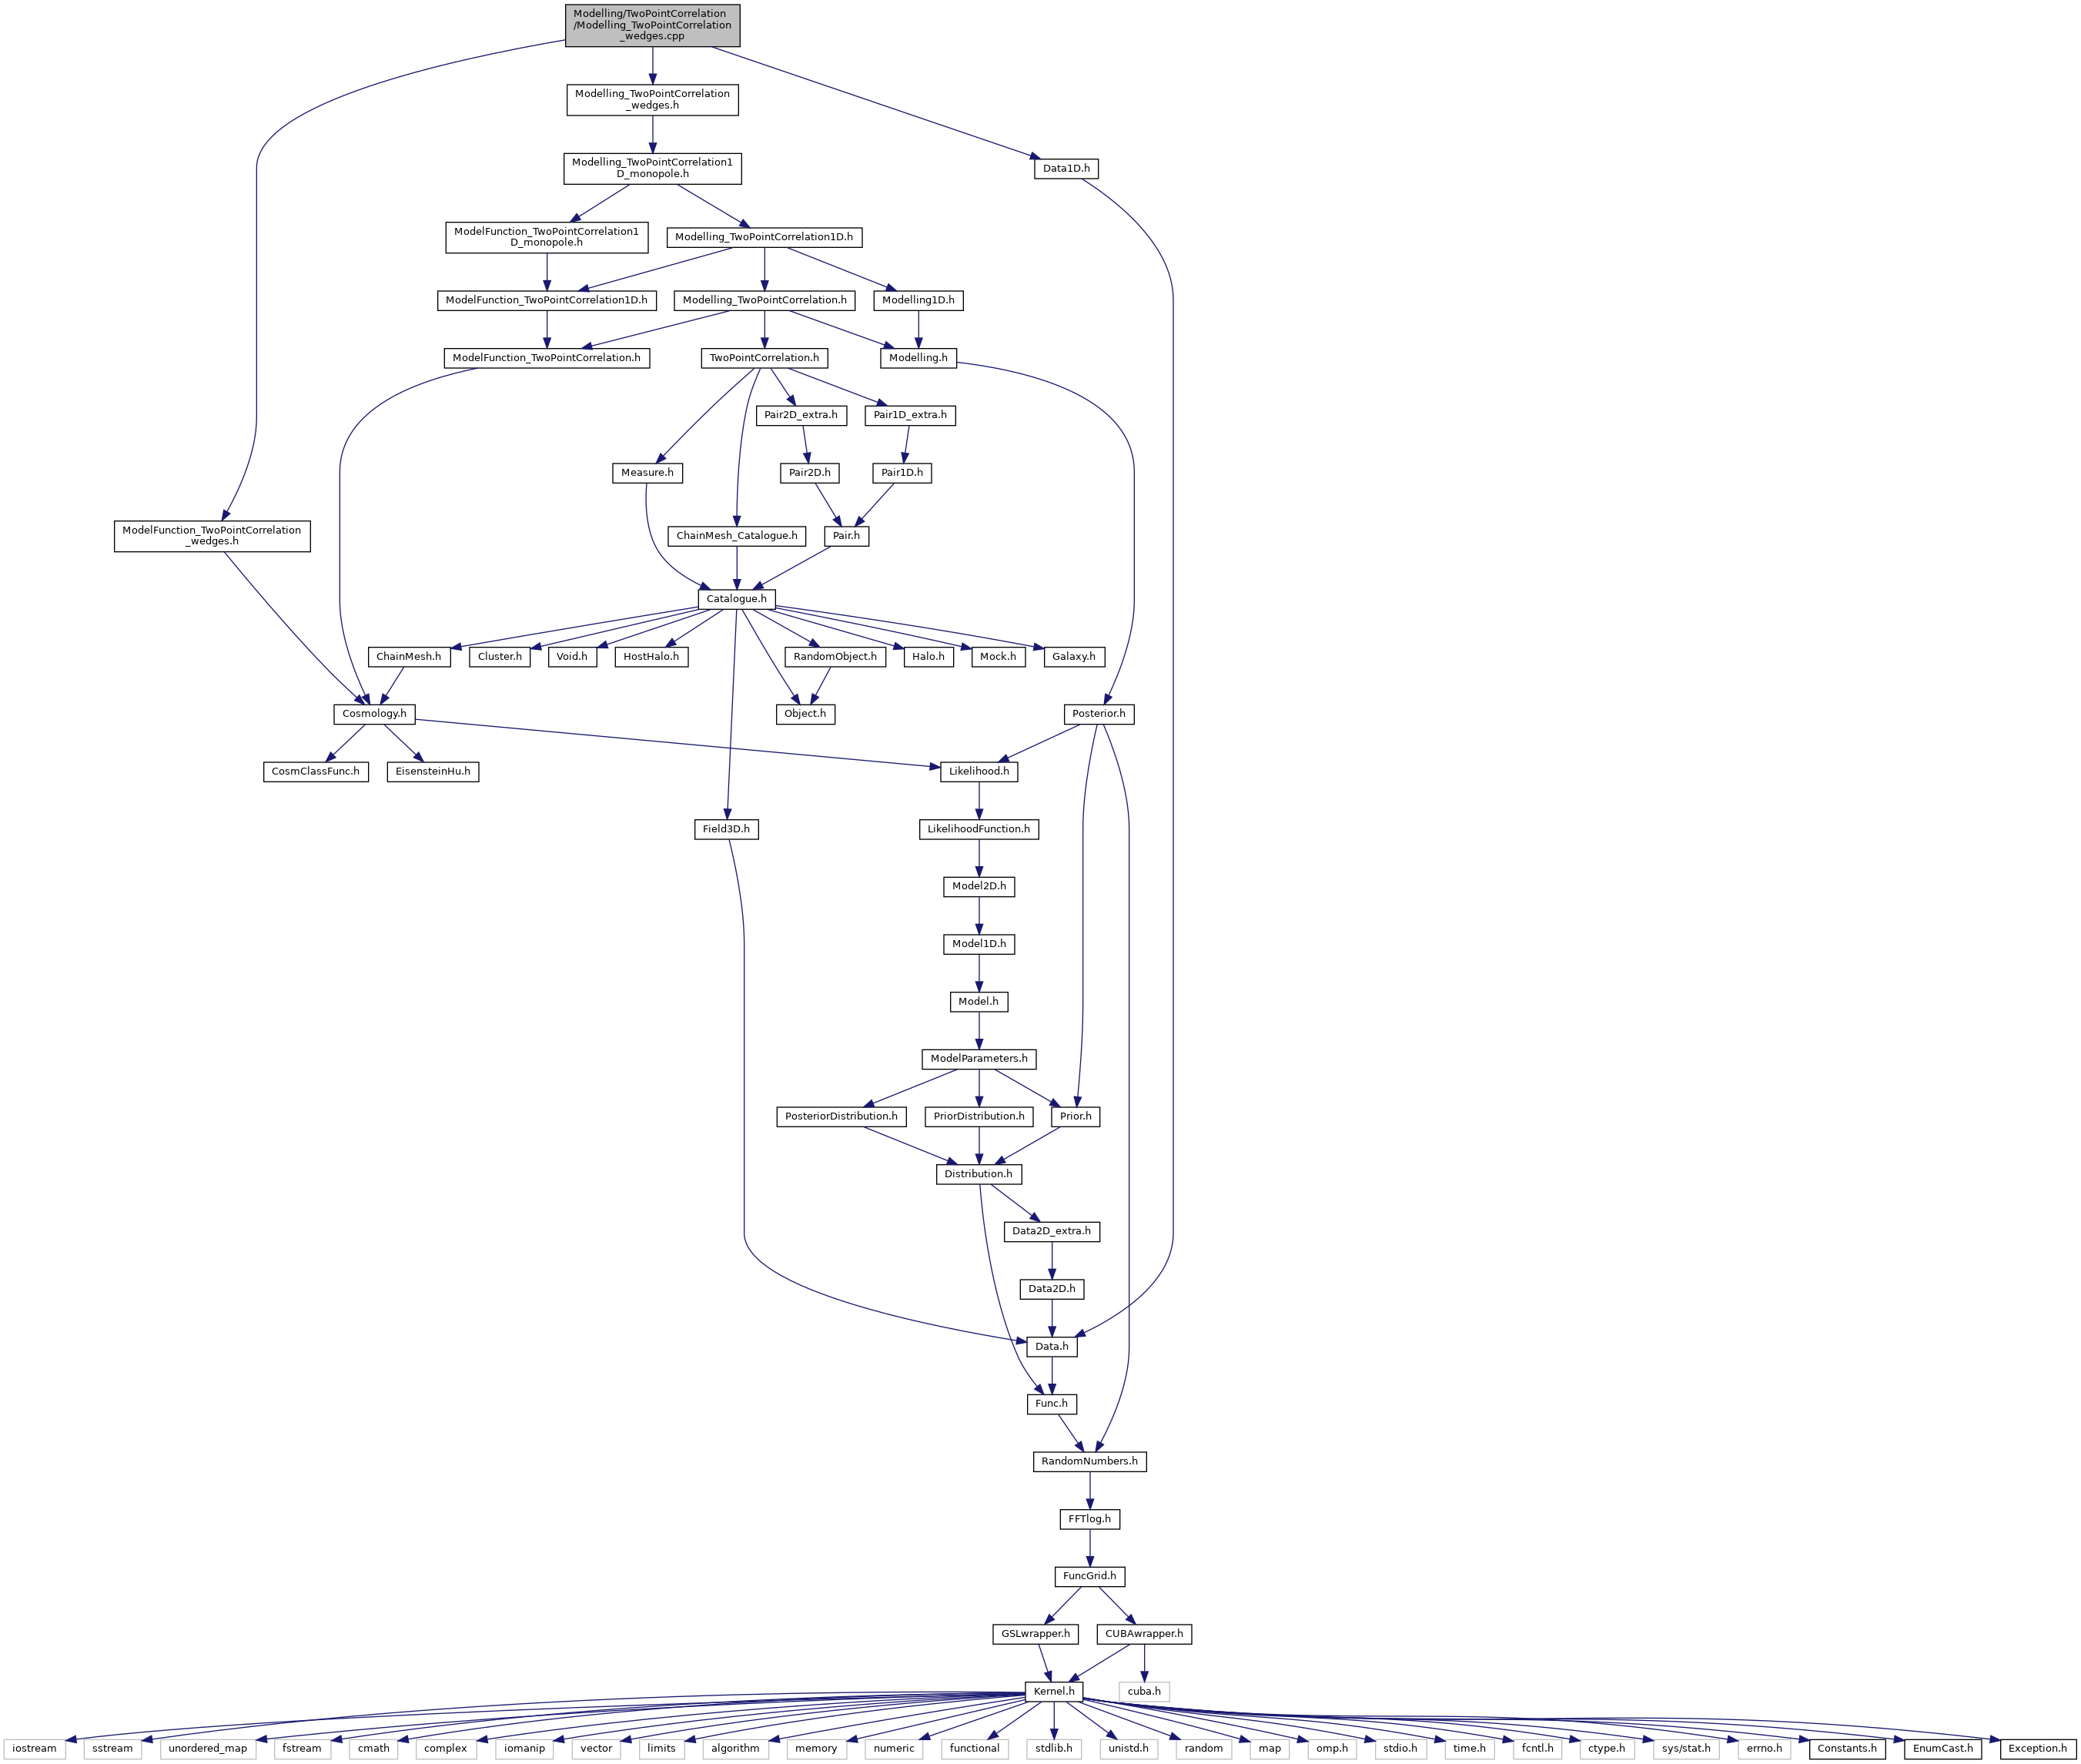 Modelling/TwoPointCorrelation
/Modelling_TwoPointCorrelation
_wedges.cpp
Modelling_TwoPointCorrelation
_wedges.h
Modelling_TwoPointCorrelation1
D_monopole.h
Data1D.h
ModelFunction_TwoPointCorrelation1
D_monopole.h
Modelling_TwoPointCorrelation1D.h
ModelFunction_TwoPointCorrelation1D.h
Modelling_TwoPointCorrelation.h
Modelling1D.h
ModelFunction_TwoPointCorrelation.h
TwoPointCorrelation.h
Modelling.h
Pair2D_extra.h
Pair1D_extra.h
Measure.h
Pair2D.h
Pair1D.h
ModelFunction_TwoPointCorrelation
_wedges.h
ChainMesh_Catalogue.h
Pair.h
Catalogue.h
ChainMesh.h
Cluster.h
Void.h
HostHalo.h
RandomObject.h
Halo.h
Mock.h
Galaxy.h
Cosmology.h
Object.h
Posterior.h
CosmClassFunc.h
EisensteinHu.h
Likelihood.h
Field3D.h
LikelihoodFunction.h
Model2D.h
Model1D.h
Model.h
ModelParameters.h
PosteriorDistribution.h
PriorDistribution.h
Prior.h
Distribution.h
Data2D_extra.h
Data2D.h
Data.h
Func.h
RandomNumbers.h
FFTlog.h
FuncGrid.h
GSLwrapper.h
CUBAwrapper.h
Kernel.h
cuba.h
iostream
sstream
unordered_map
fstream
cmath
complex
iomanip
vector
limits
algorithm
memory
numeric
functional
stdlib.h
unistd.h
random
map
omp.h
stdio.h
time.h
fcntl.h
ctype.h
sys/stat.h
errno.h
Constants.h
EnumCast.h
Exception.h